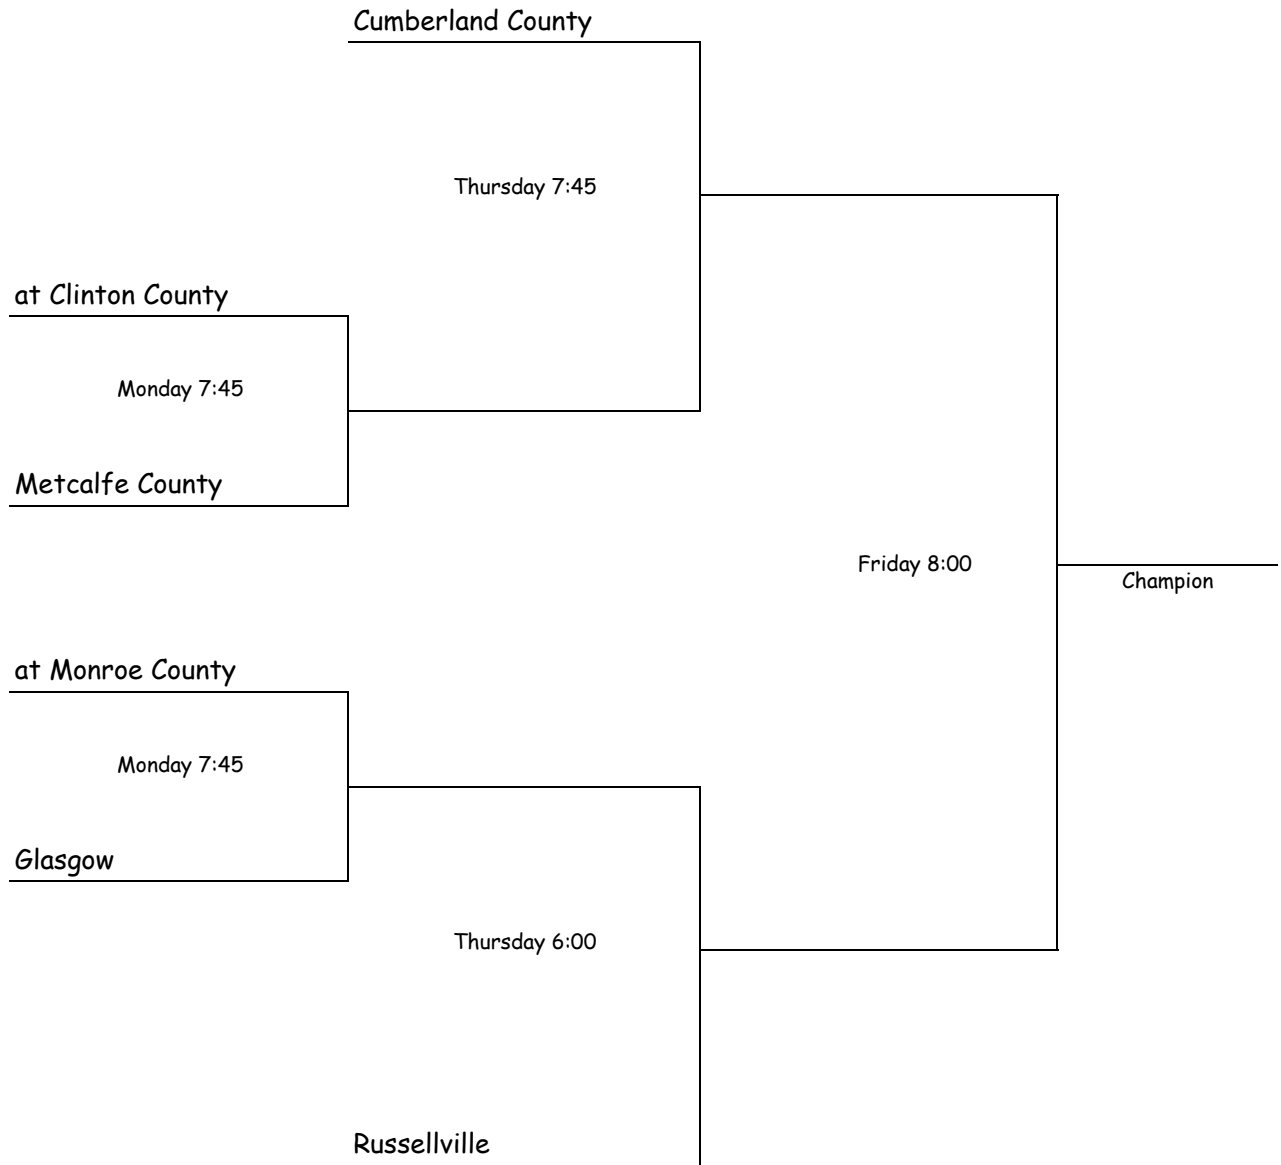 Cumberland County
Thursday 7:45
at Clinton County
Monday 7:45
Metcalfe County
Friday 8:00
Champion
at Monroe County
Monday 7:45
Glasgow
Thursday 6:00
Russellville